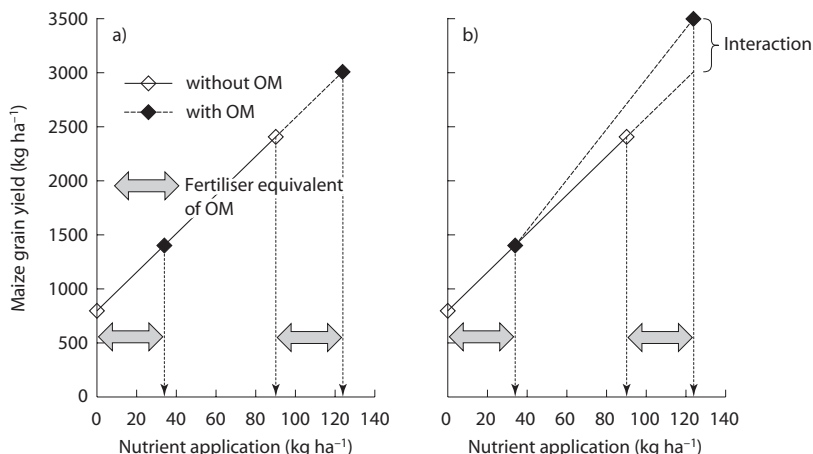 a)
without OM
with OM
Fertiliser equivalent
of OM
Maize grain yield (kg ha⁻¹)
3500
3000
2500
2000
1500
1000
500
0
0 20 40 60 80 100 120 140
Nutrient application (kg ha⁻¹)
b)
Interaction
0 20 40 60 80 100 120 140
Nutrient application (kg ha⁻¹)